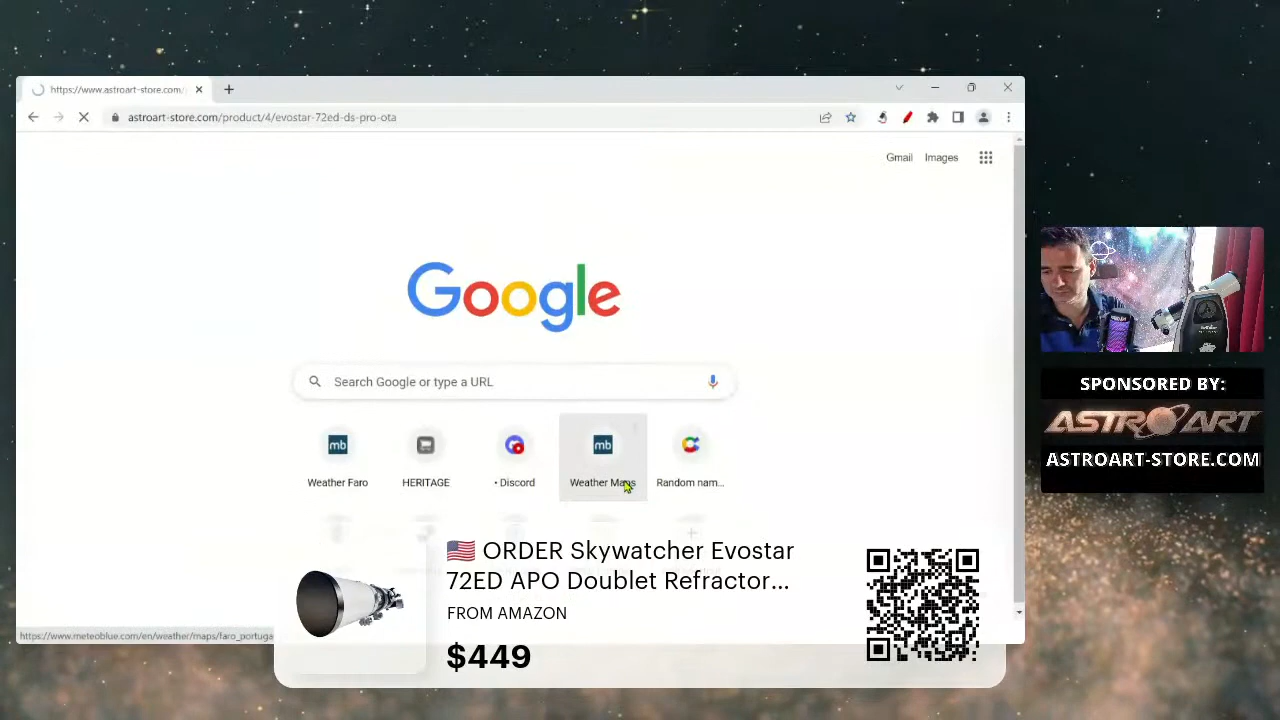 https://www.astroart-store.com/
astroart-store.com/product/4/evostar-72ed-ds-pro-ota
Gmail Images
Google
Search Google or type a URL
mb
mb
Weather Faro
HERITAGE
• Discord
Weather Maps
Random nam...
🇺🇸 ORDER Skywatcher Evostar
72ED APO Doublet Refractor...
FROM AMAZON
$449
https://www.meteoblue.com/en/weather/maps/faro_portuga
SPONSORED BY:
ASTROART
ASTROART-STORE.COM